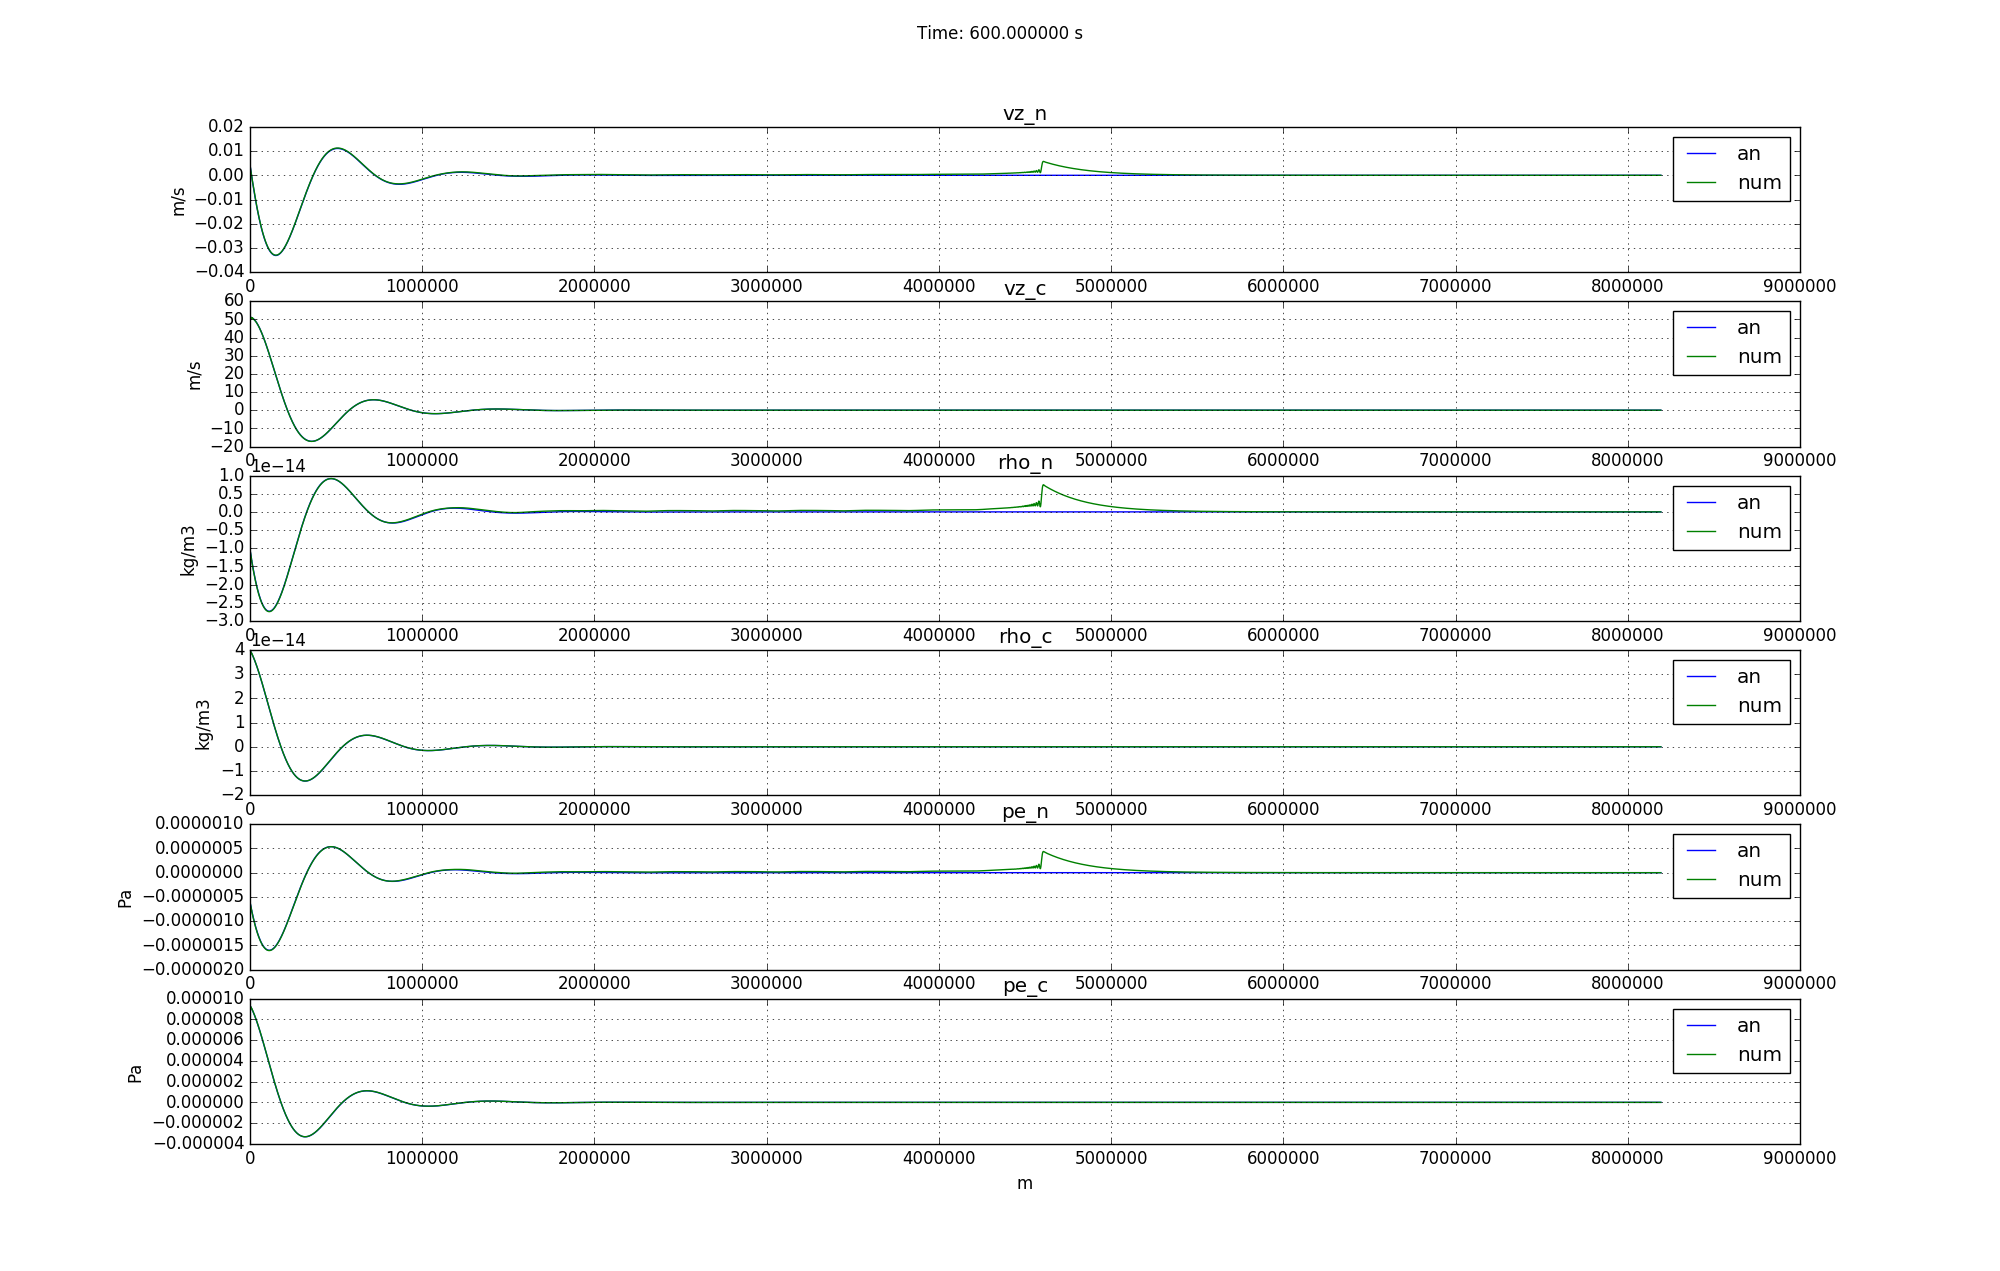 Time: 600.000000 s
vz_n
0.02
0.01
0.00
−0.01
−0.02
−0.03
−0.04
m/s
an
num
0 1000000 2000000 3000000 4000000 5000000 6000000 7000000 8000000 9000000
vz_c
60
50
40
30
20
10
0
−10
−20
m/s
an
num
0 1000000 2000000 3000000 4000000 5000000 6000000 7000000 8000000 9000000
1e−14
rho_n
1.0
0.5
0.0
−0.5
−1.0
−1.5
−2.0
−2.5
−3.0
kg/m3
an
num
0 1000000 2000000 3000000 4000000 5000000 6000000 7000000 8000000 9000000
1e−14
rho_c
4
3
2
1
0
−1
−2
kg/m3
an
num
0 1000000 2000000 3000000 4000000 5000000 6000000 7000000 8000000 9000000
pe_n
0.0000010
0.0000005
0.0000000
−0.0000005
−0.0000010
−0.0000015
−0.0000020
Pa
an
num
0 1000000 2000000 3000000 4000000 5000000 6000000 7000000 8000000 9000000
pe_c
0.000010
0.000008
0.000006
0.000004
0.000002
0.000000
−0.000002
−0.000004
Pa
an
num
0 1000000 2000000 3000000 4000000 5000000 6000000 7000000 8000000 9000000
m